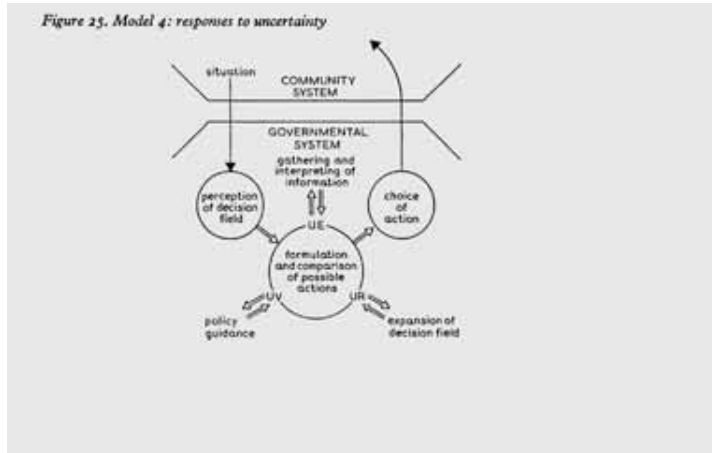 Figure 25. Model 4: responses to uncertainty
situation
COMMUNITY
SYSTEM
GOVERNMENTAL
SYSTEM
gathering and
interpreting of
information
perception
of decision
field
choice
of
action
UE
formulation
and comparison
of possible
actions
UV
UR
policy
guidance
expansion of
decision field